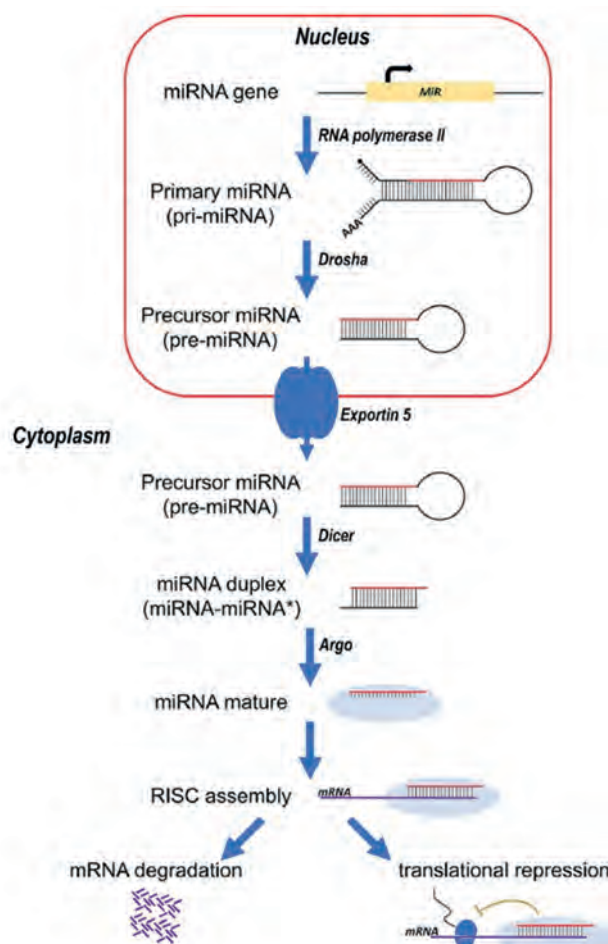 Nucleus
miRNA gene
MIR
RNA polymerase II
Primary miRNA
(pri-miRNA)
AAA
Drosha
Precursor miRNA
(pre-miRNA)
Exportin 5
Cytoplasm
Precursor miRNA
(pre-miRNA)
Dicer
miRNA duplex
(miRNA-miRNA*)
Argo
miRNA mature
RISC assembly
mRNA
mRNA degradation
translational repression
mRNA